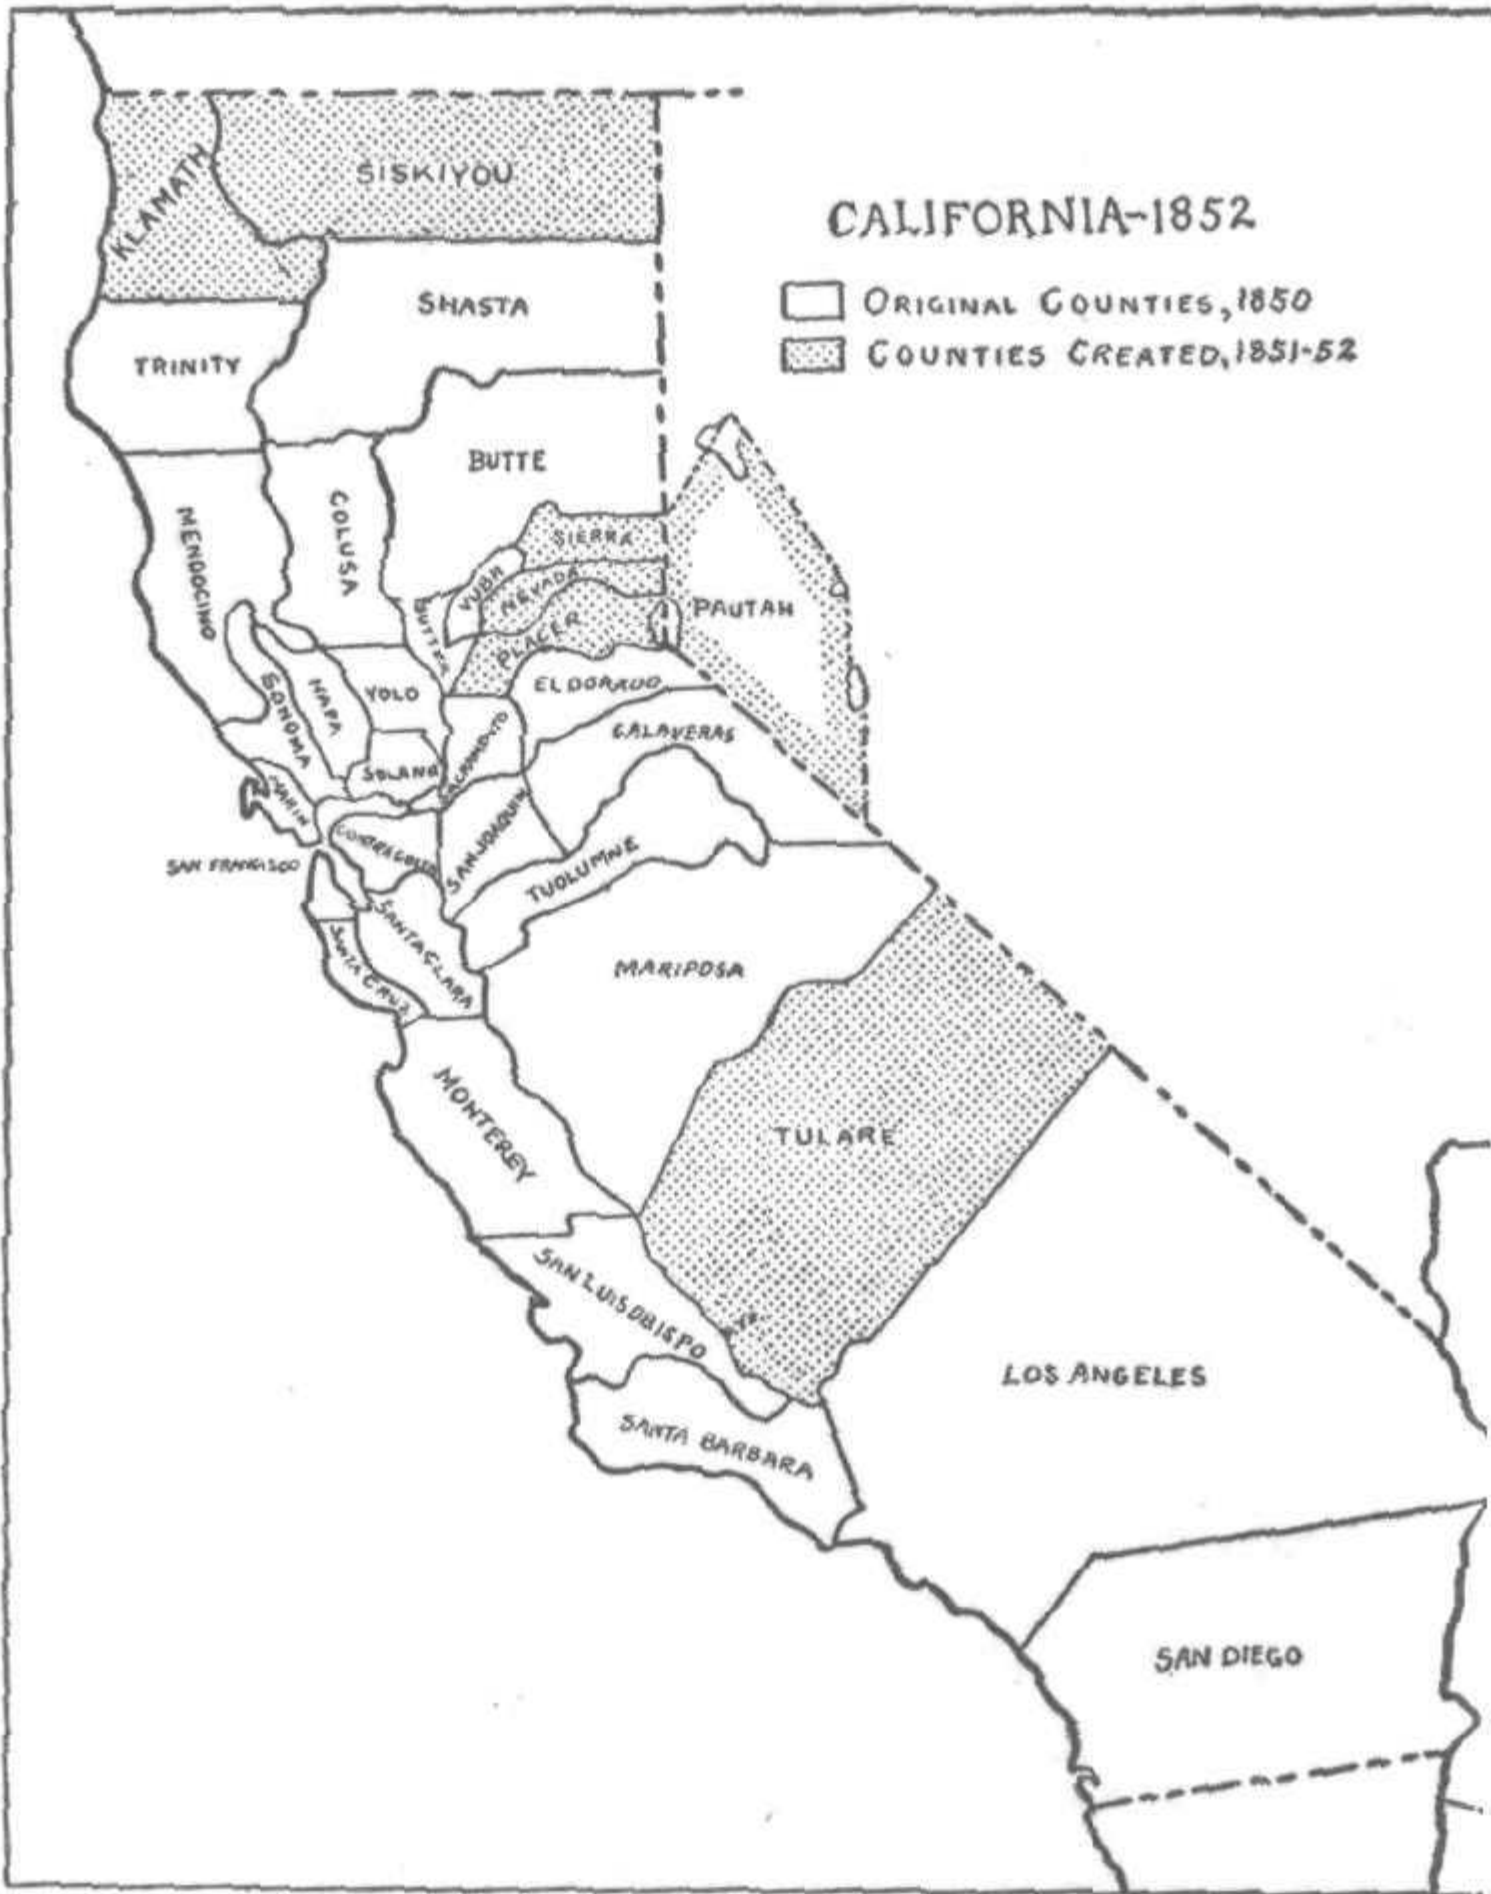 KLAMATH
SISKIYOU
CALIFORNIA-1852
ORIGINAL COUNTIES, 1850
COUNTIES CREATED, 1851-52
SHASTA
TRINITY
BUTTE
MENDOCINO
COLUSA
SIERRA
YUBA
NEVADA
PAUTAH
PLACER
SONOMA
NAPA
YOLO
EL DORADO
CALAVERAS
SOLANO
SACRAMENTO
MARIN
CONTRA COSTA
SAN JOAQUIN
SAN FRANCISCO
TUOLUMNE
SANTA CLARA
SANTA CRUZ
MARIPOSA
MONTEREY
TULARE
SAN LUIS OBISPO
LOS ANGELES
SANTA BARBARA
SAN DIEGO